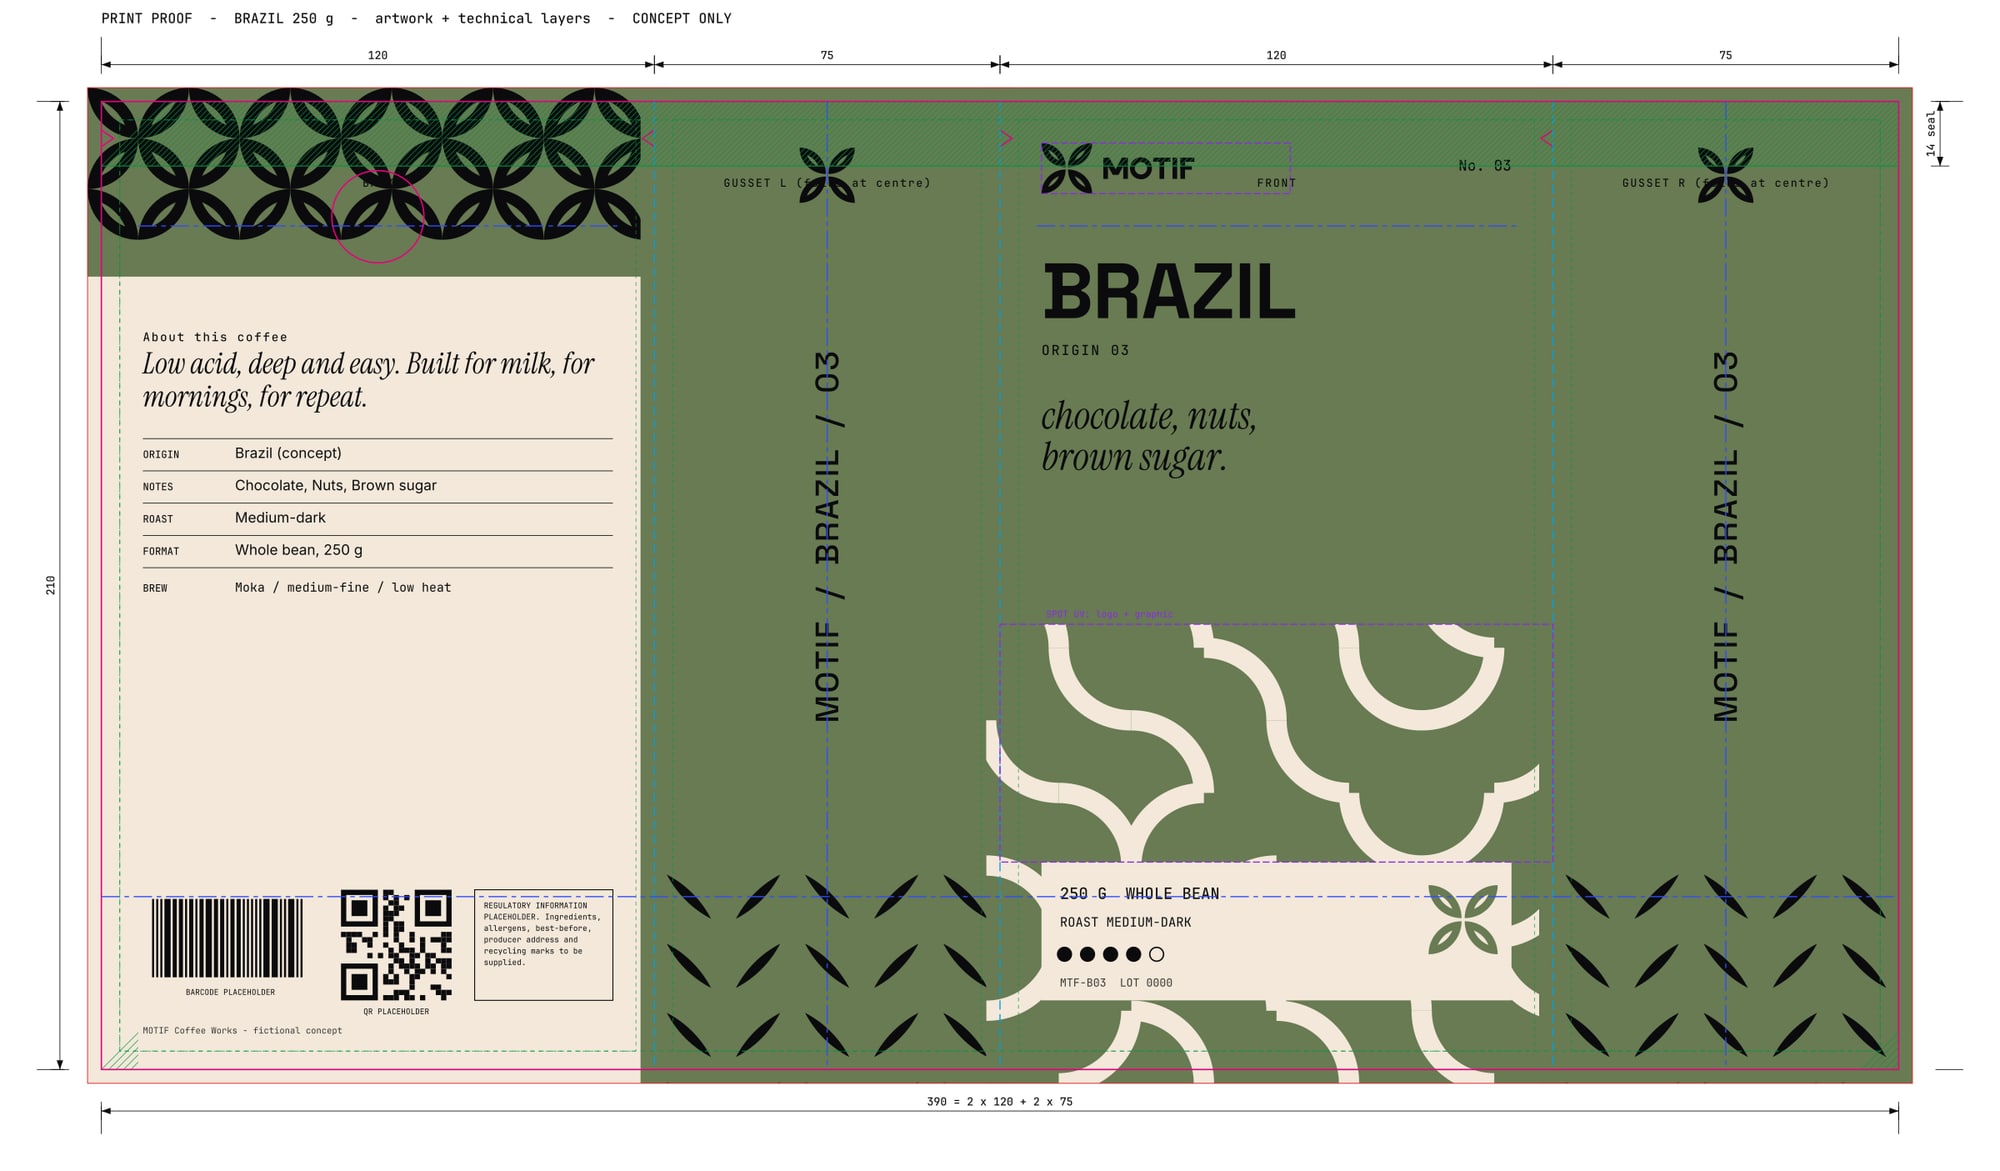 PRINT PROOF - BRAZIL 250 g - artwork + technical layers - CONCEPT ONLY
120
75
120
75
210
14 seal
About this coffee
Low acid, deep and easy. Built for milk, for
mornings, for repeat.
ORIGIN Brazil (concept)
NOTES Chocolate, Nuts, Brown sugar
ROAST Medium-dark
FORMAT Whole bean, 250 g
BREW Moka / medium-fine / low heat
BARCODE PLACEHOLDER
QR PLACEHOLDER
REGULATORY INFORMATION
PLACEHOLDER. Ingredients,
allergens, best-before,
producer address and
recycling marks to be
supplied.
MOTIF Coffee Works - fictional concept
GUSSET L ( at centre)
MOTIF / BRAZIL / 03
MOTIF
No. 03
FRONT
BRAZIL
ORIGIN 03
chocolate, nuts,
brown sugar.
SPOT UV: logo + graphic
250 G WHOLE BEAN
ROAST MEDIUM-DARK
MTF-B03 LOT 0000
GUSSET R ( at centre)
MOTIF / BRAZIL / 03
390 = 2 x 120 + 2 x 75